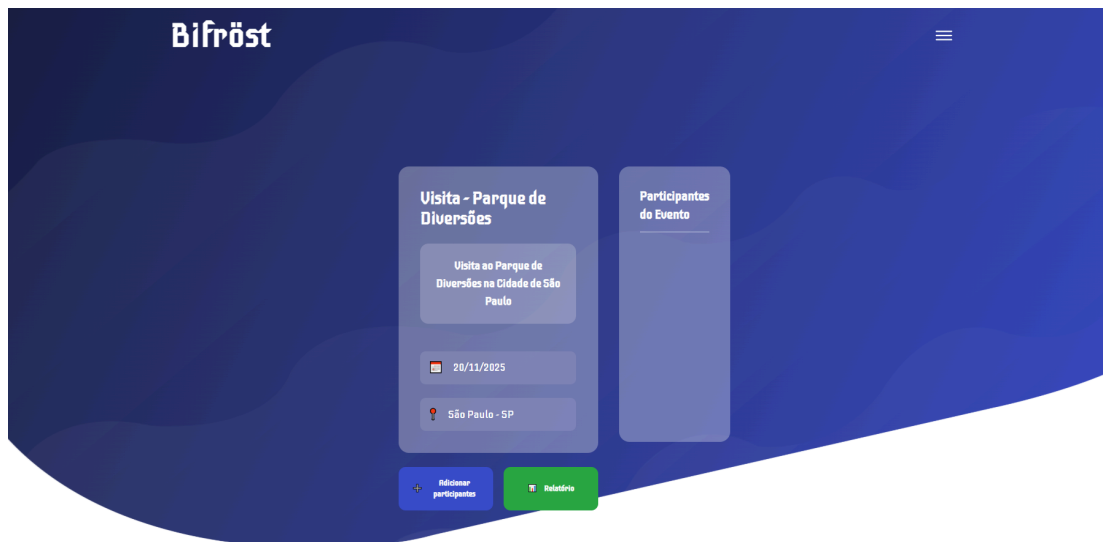 Bifröst
Visita - Parque de
Diversões
Visita ao Parque de
Diversões na Cidade de São
Paulo
20/11/2025
São Paulo - SP
Participantes
do Evento
Adicionar
participantes
Relatório